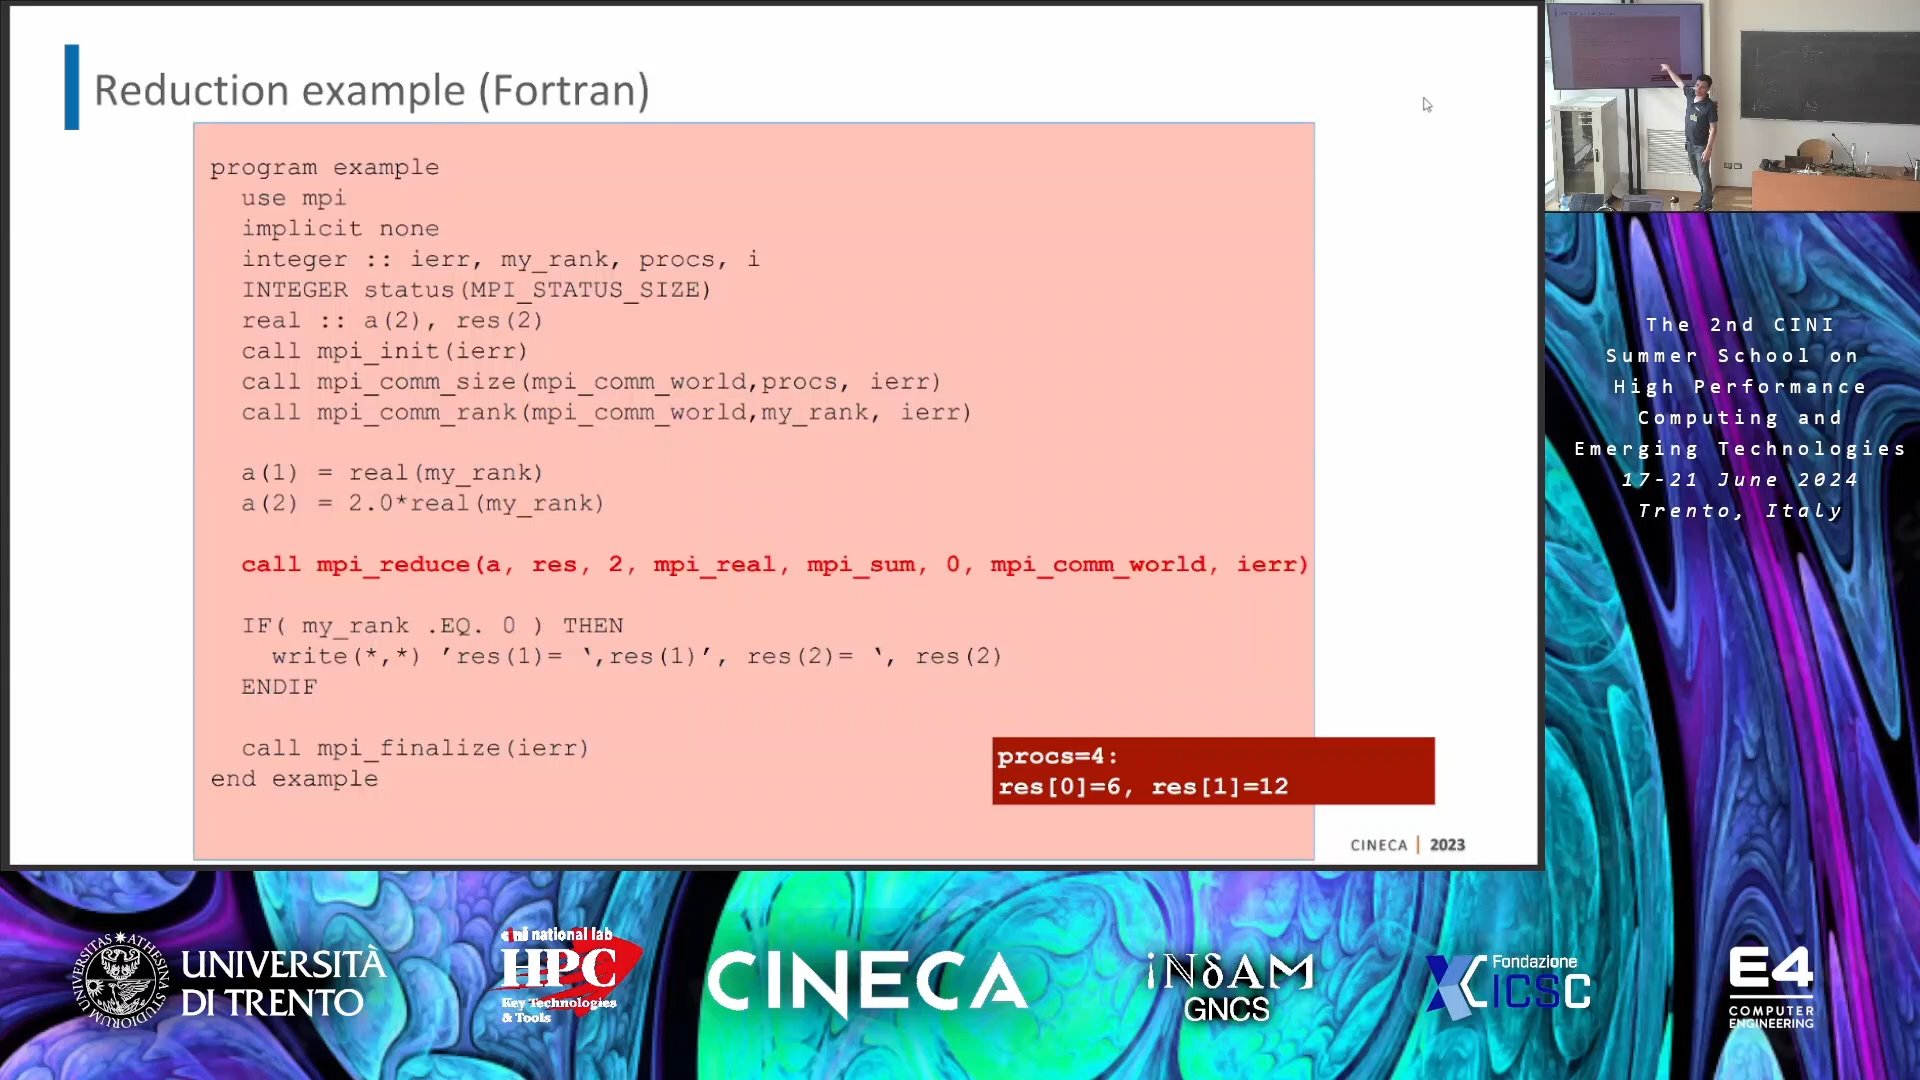 Reduction example (Fortran)
program example
use mpi
implicit none
integer :: ierr, my_rank, procs, i
INTEGER status(MPI_STATUS_SIZE)
real :: a(2), res(2)
call mpi_init(ierr)
call mpi_comm_size(mpi_comm_world,procs, ierr)
call mpi_comm_rank(mpi_comm_world,my_rank, ierr)
a(1) = real(my_rank)
a(2) = 2.0*real(my_rank)
call mpi_reduce(a, res, 2, mpi_real, mpi_sum, 0, mpi_comm_world, ierr)
IF( my_rank .EQ. 0 ) THEN
write(*,*) ’res(1)= ‘,res(1)’, res(2)= ‘, res(2)
ENDIF
call mpi_finalize(ierr)
end example
procs=4:
res[0]=6, res[1]=12
CINECA | 2023
The 2nd CINI
Summer School on
High Performance
Computing and
Emerging Technologies
17-21 June 2024
Trento, Italy
UNIVERSITÀ
DI TRENTO
cini national lab
HPC
Key Technologies
& Tools
CINECA
iNδAM
GNCS
Fondazione
ICSC
E4
COMPUTER
ENGINEERING